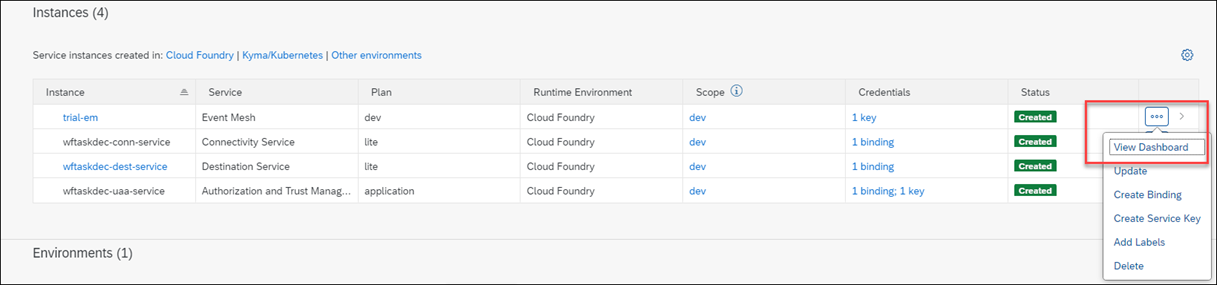 Instances (4)
Service instances created in: Cloud Foundry | Kyma/Kubernetes | Other environments
Instance Service Plan Runtime Environment Scope Credentials Status
trial-em Event Mesh dev Cloud Foundry dev 1 key Created
wftaskdec-conn-service Connectivity Service lite Cloud Foundry dev 1 binding Created
wftaskdec-dest-service Destination Service lite Cloud Foundry dev 1 binding Created
wftaskdec-uaa-service Authorization and Trust Manag... application Cloud Foundry dev 1 binding; 1 key Created
View Dashboard
Update
Create Binding
Create Service Key
Add Labels
Delete
Environments (1)